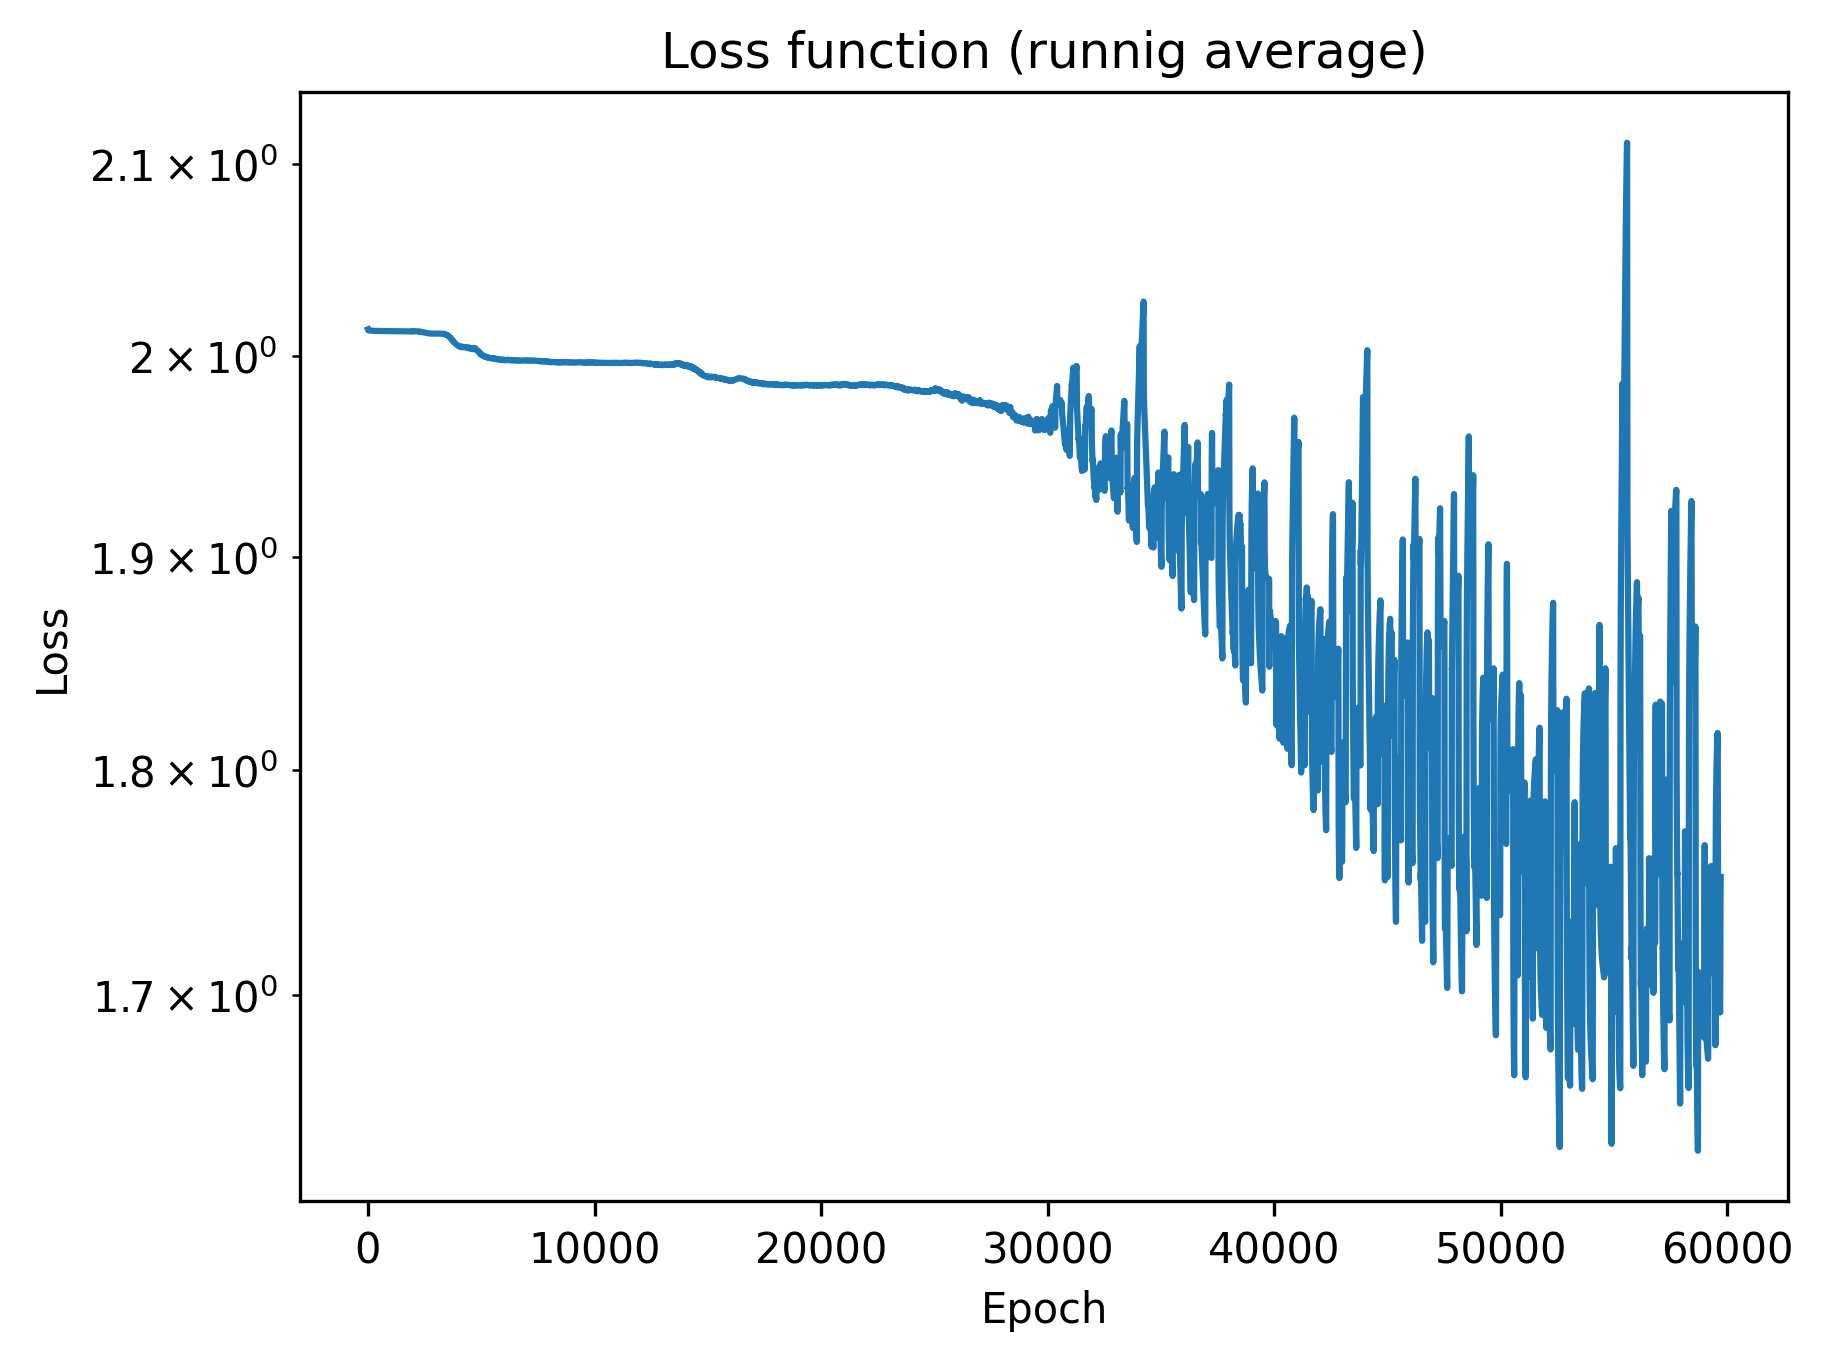 Loss function (runnig average)
2.1 × 10⁰
2 × 10⁰
1.9 × 10⁰
1.8 × 10⁰
1.7 × 10⁰
Loss
0 10000 20000 30000 40000 50000 60000
Epoch